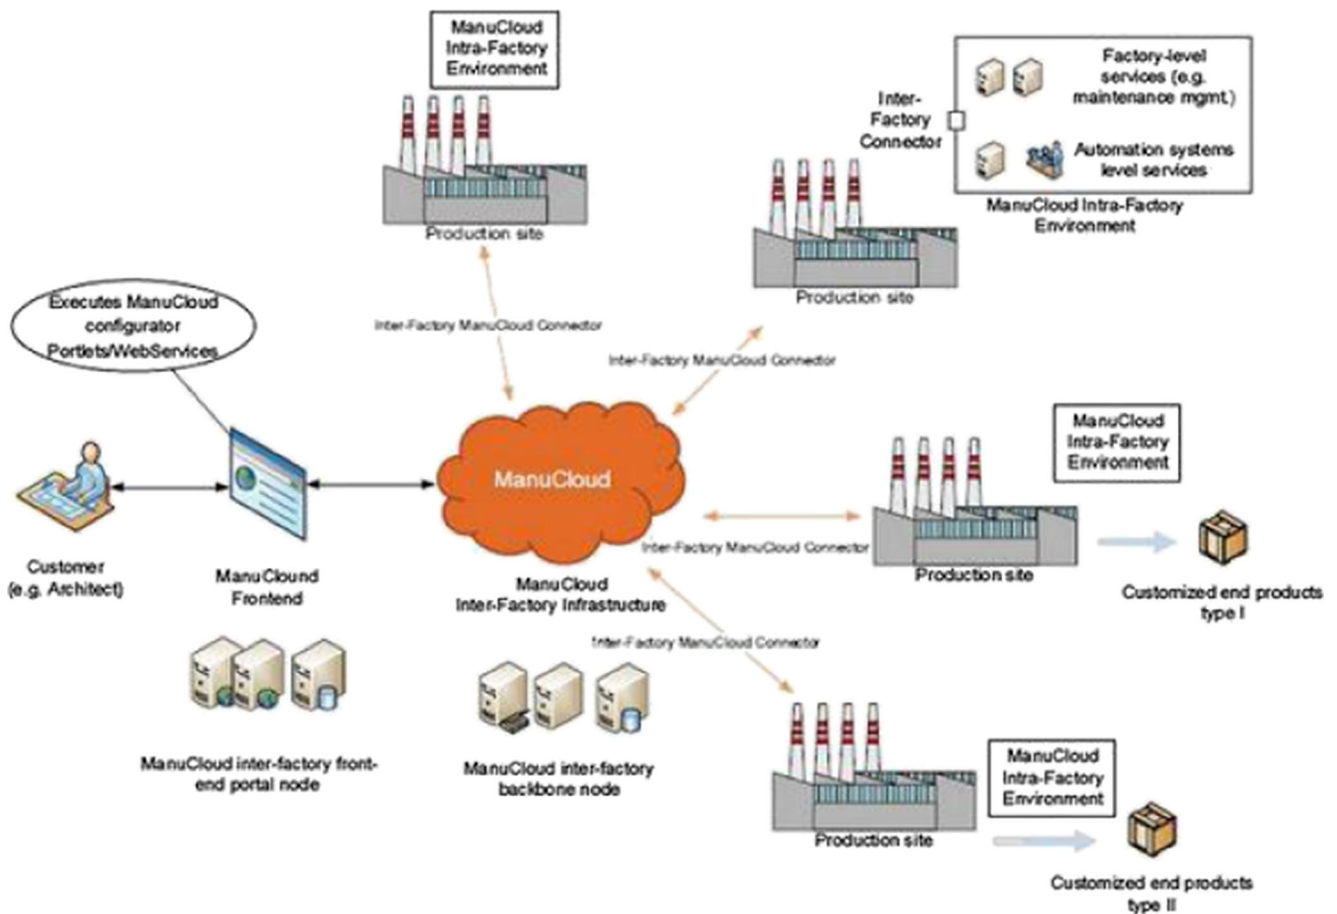 ManuCloud
Intra-Factory
Environment
Production site
Inter-
Factory
Connector
Factory-level
services (e.g.
maintenance mgmt.)
Automation systems
level services
ManuCloud Intra-Factory
Environment
Production site
Executes ManuCloud
configurator
Portlets/WebServices
Inter-Factory ManuCloud Connector
Inter-Factory ManuCloud Connector
ManuCloud
Customer
(e.g. Architect)
ManuClound
Frontend
ManuCloud
Inter-Factory Infrastructure
Inter-Factory ManuCloud Connector
ManuCloud
Intra-Factory
Environment
Production site
Customized end products
type I
Inter-Factory ManuCloud Connector
ManuCloud inter-factory front-
end portal node
ManuCloud inter-factory
backbone node
ManuCloud
Intra-Factory
Environment
Production site
Customized end products
type II